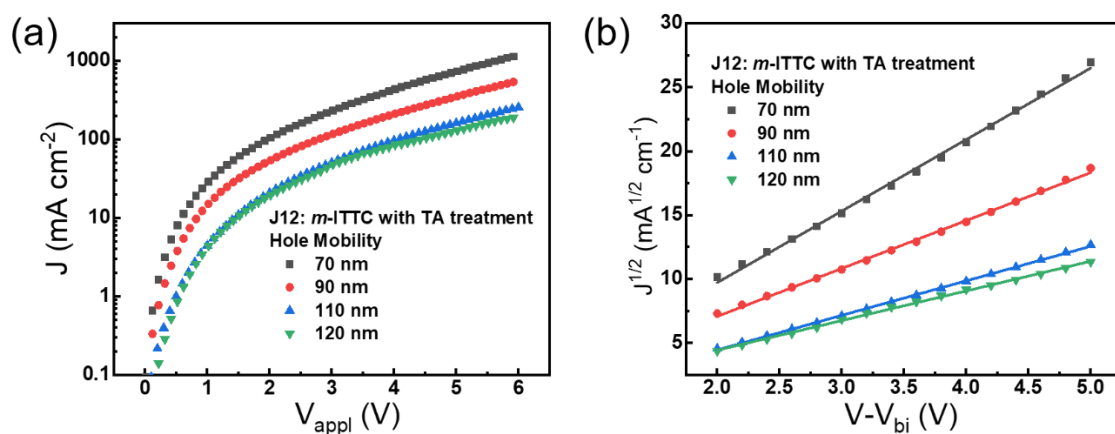 (a)
1000
100
10
1
0.1
J (mA cm-2)
J12: m-ITTC with TA treatment
Hole Mobility
70 nm
90 nm
110 nm
120 nm
0 1 2 3 4 5 6
Vappl (V)
(b)
30
25
20
15
10
5
J1/2 (mA1/2 cm-1)
J12: m-ITTC with TA treatment
Hole Mobility
70 nm
90 nm
110 nm
120 nm
2.0 2.5 3.0 3.5 4.0 4.5 5.0
V-Vbi (V)